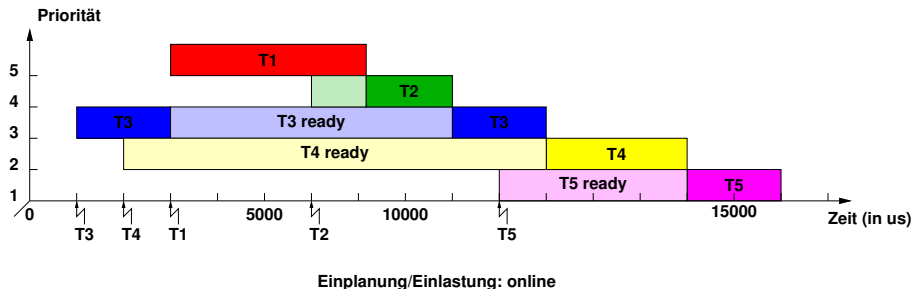 Priorität
T1
5
T2
4
T3
T3 ready
T3
3
T4 ready
T4
2
T5 ready
T5
1
0
5000
10000
15000
Zeit (in us)
T3
T4
T1
T2
T5
Einplanung/Einlastung: online